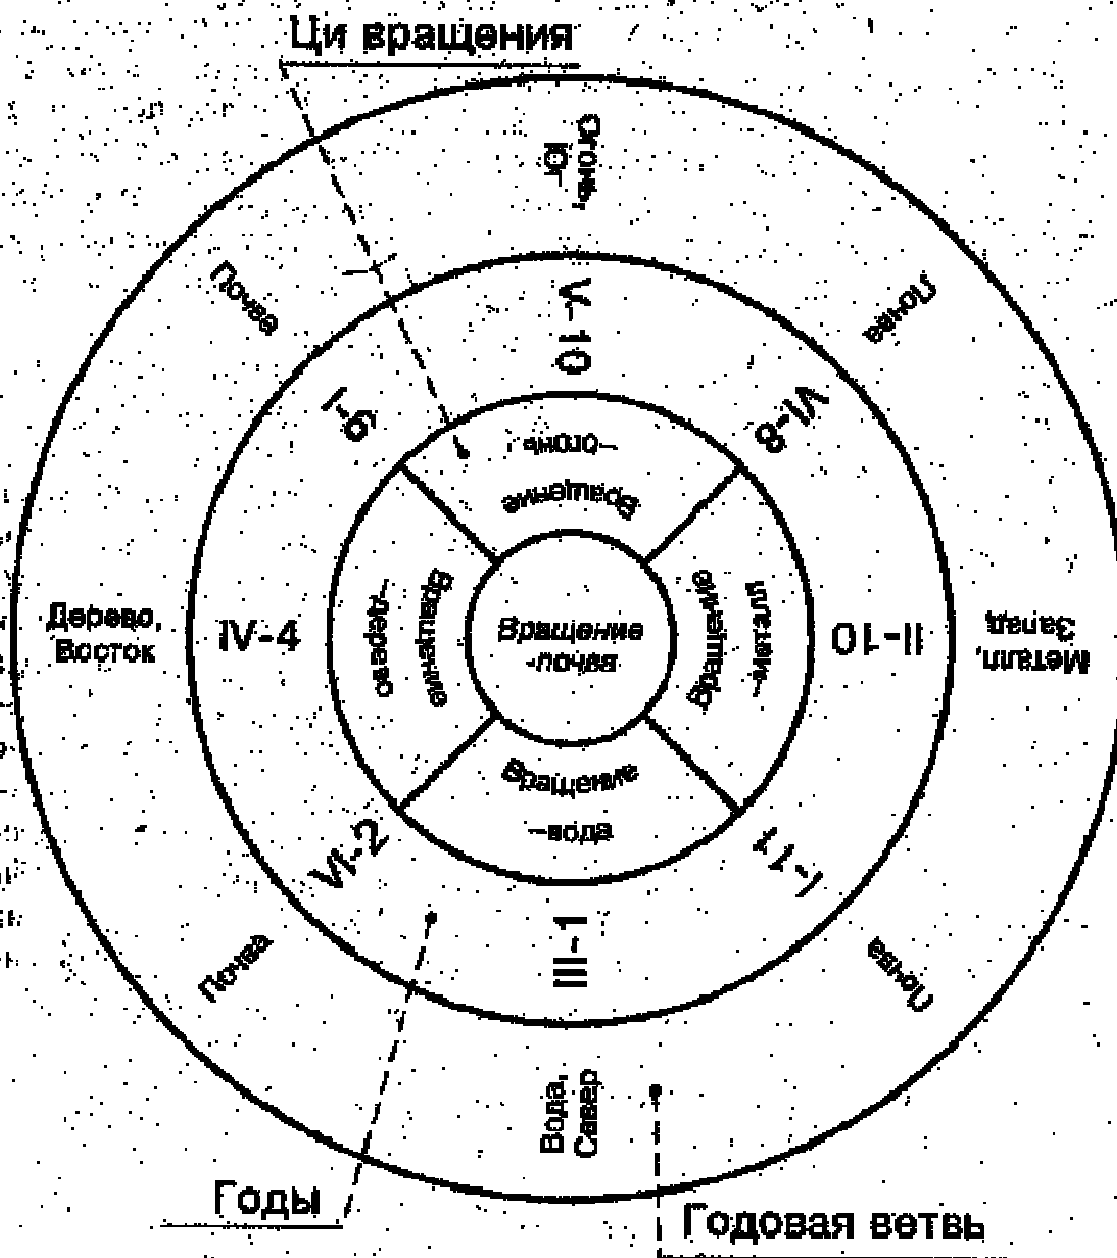 Ци вращения
Огонь,
Юг
Почва
Почва
V-10
I-9
VI-8
-огонь
Вращение
Дерево,
Восток
IV-4
-дерево
Вращение
Вращение
-почва
Вращение
-металл
II-10
Металл,
Запад
Вращение
-вода
VI-2
III-1
Почва
Почва
Вода,
Север
Годы
Годовая ветвь